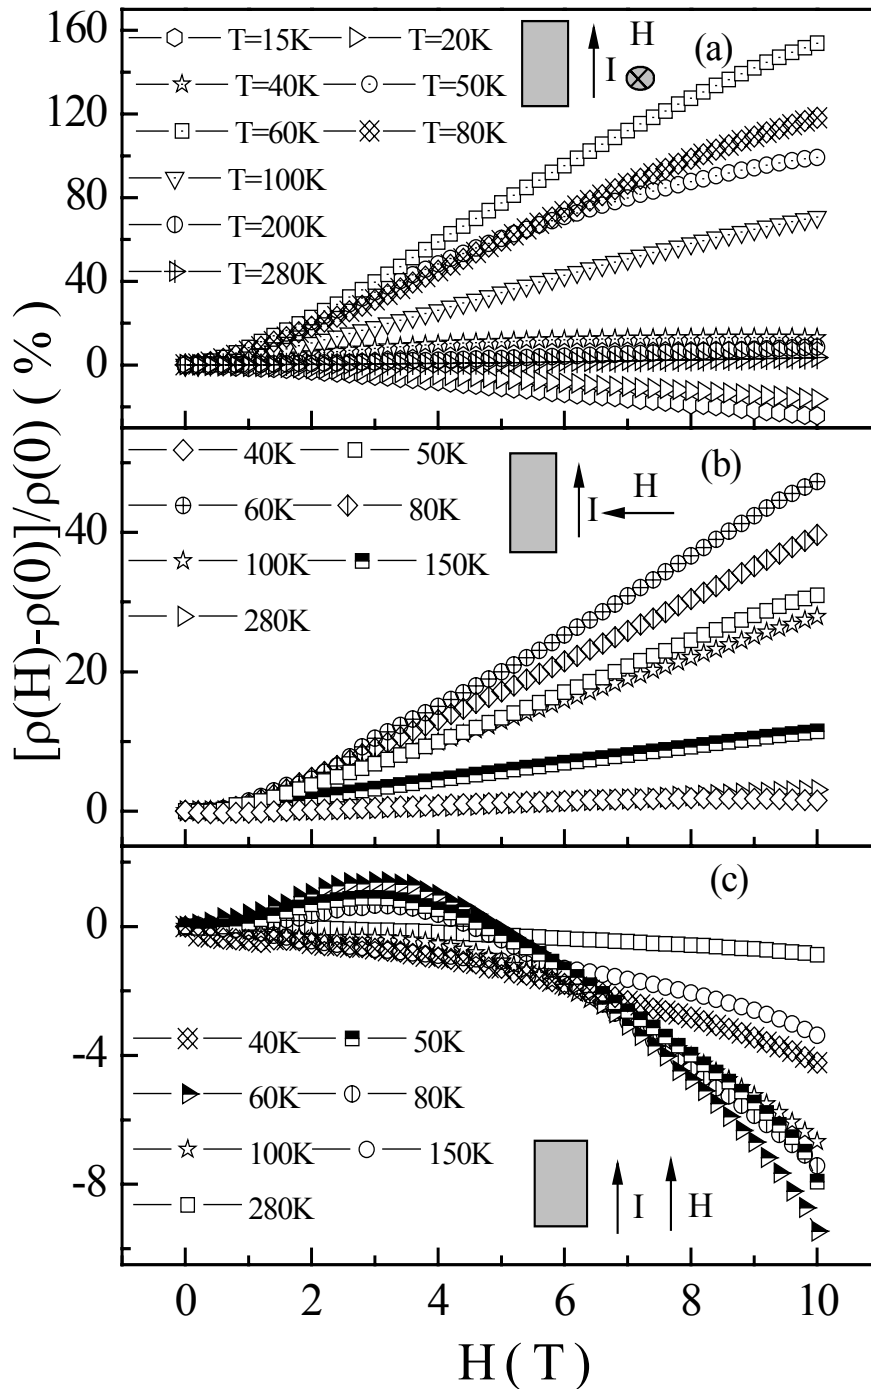 [ρ(H)-ρ(0)]/ρ(0) ( % )
160
120
80
40
0
(a)
T=15K T=20K
T=40K T=50K
T=60K T=80K
T=100K
T=200K
T=280K
H
I
40
20
0
(b)
40K 50K
60K 80K
100K 150K
280K
I H
0
-4
-8
(c)
40K 50K
60K 80K
100K 150K
280K
I H
0 2 4 6 8 10
H ( T )